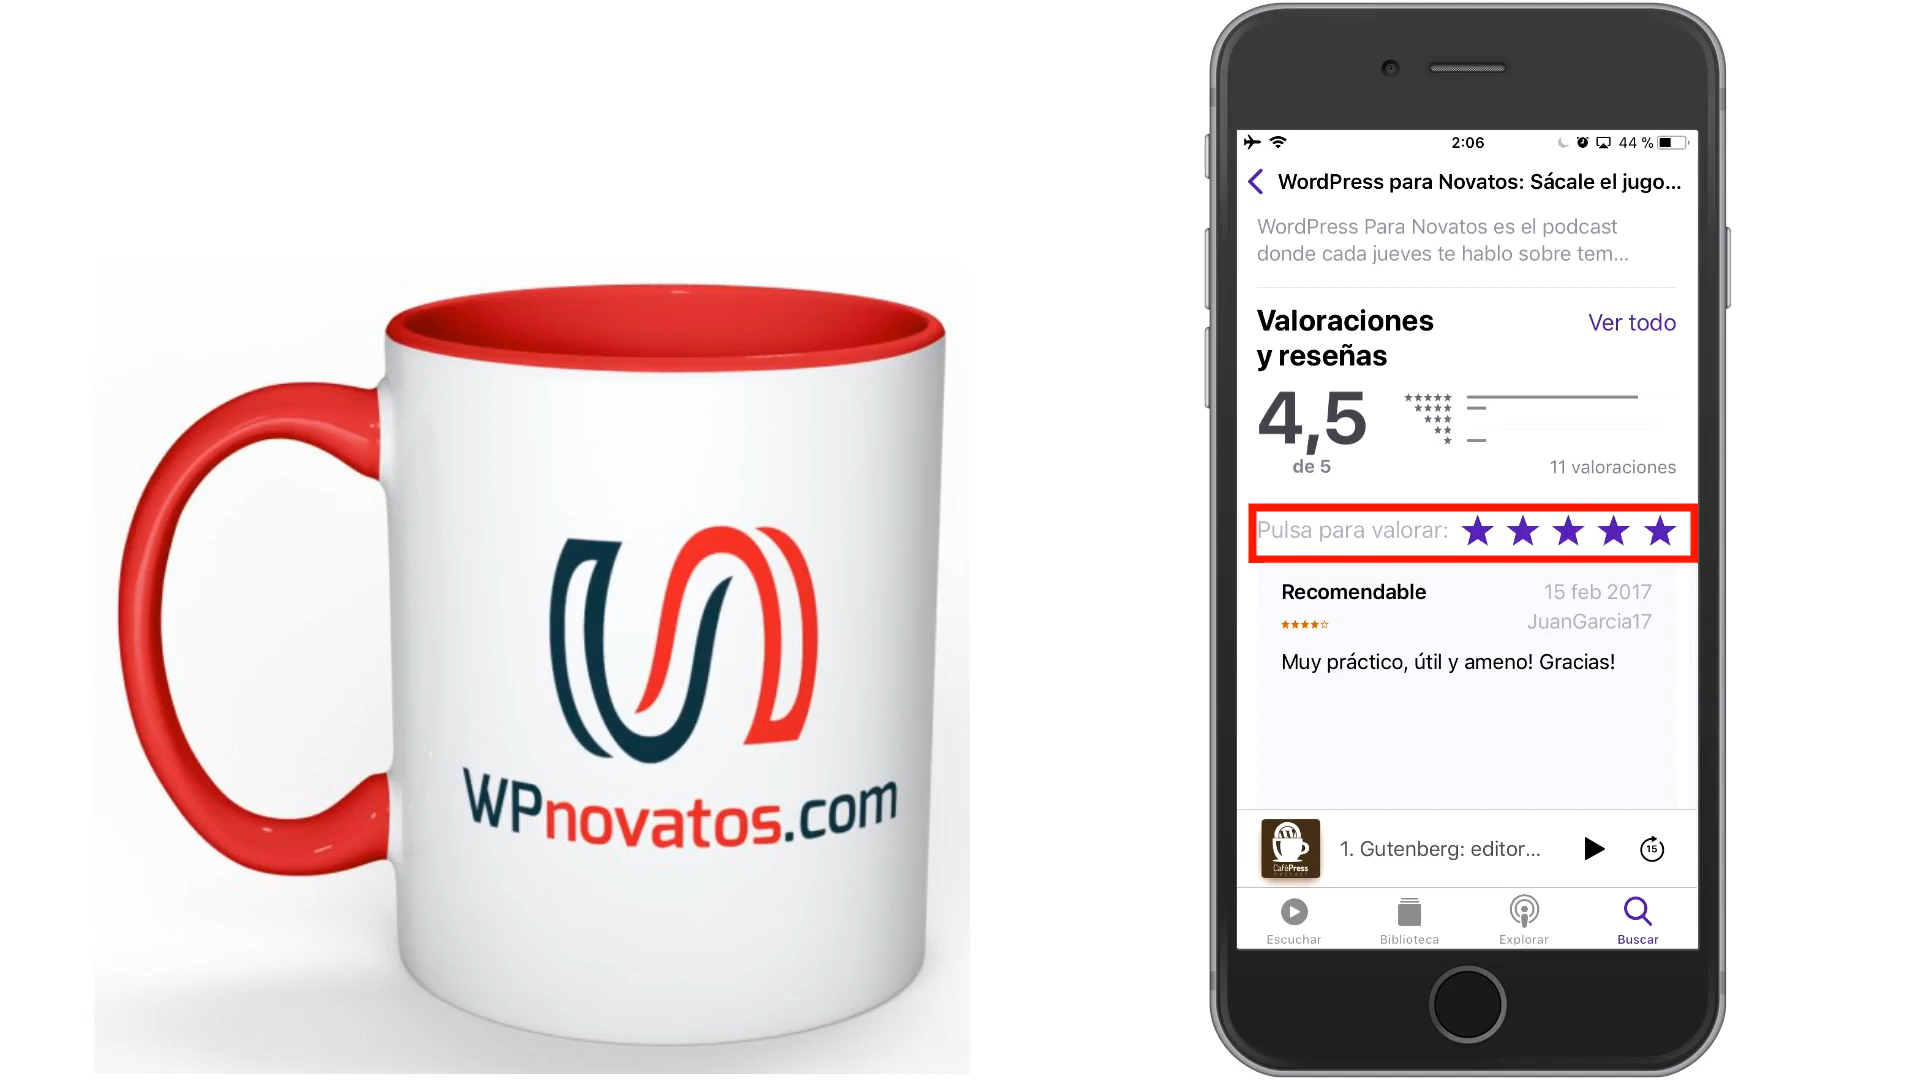 WPnovatos.com
2:06
44 %
WordPress para Novatos: Sácale el jugo...
WordPress Para Novatos es el podcast
donde cada jueves te hablo sobre tem...
Valoraciones
y reseñas
Ver todo
4,5
de 5
11 valoraciones
Pulsa para valorar:
Recomendable
15 feb 2017
JuanGarcia17
Muy práctico, útil y ameno! Gracias!
CaféPress
1. Gutenberg: editor...
15
Escuchar
Biblioteca
Explorar
Buscar